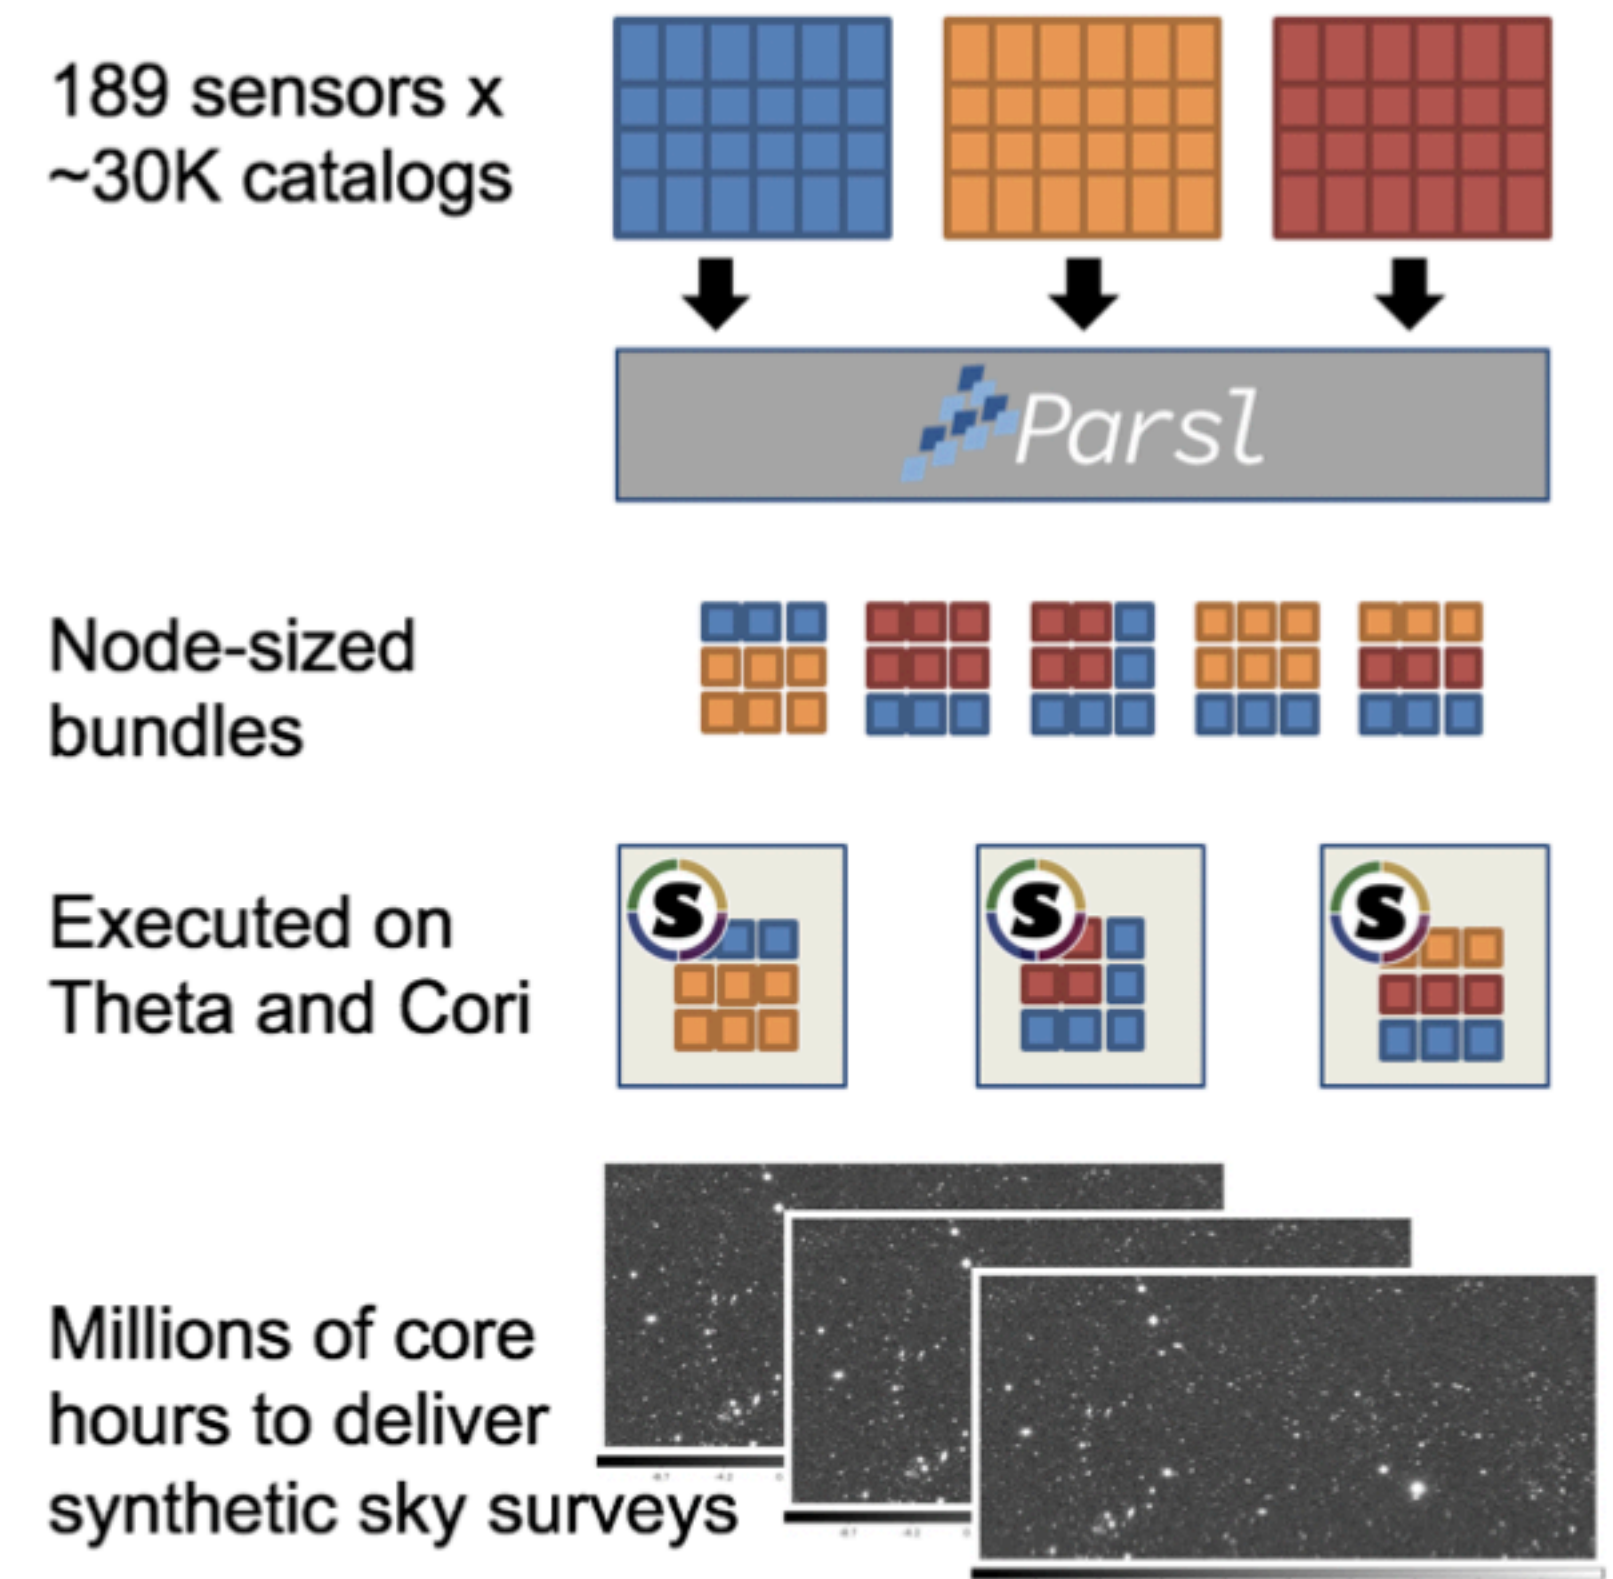 189 sensors x
~30K catalogs
Parsl
Node-sized
bundles
Executed on
Theta and Cori
S
S
S
Millions of core
hours to deliver
synthetic sky surveys